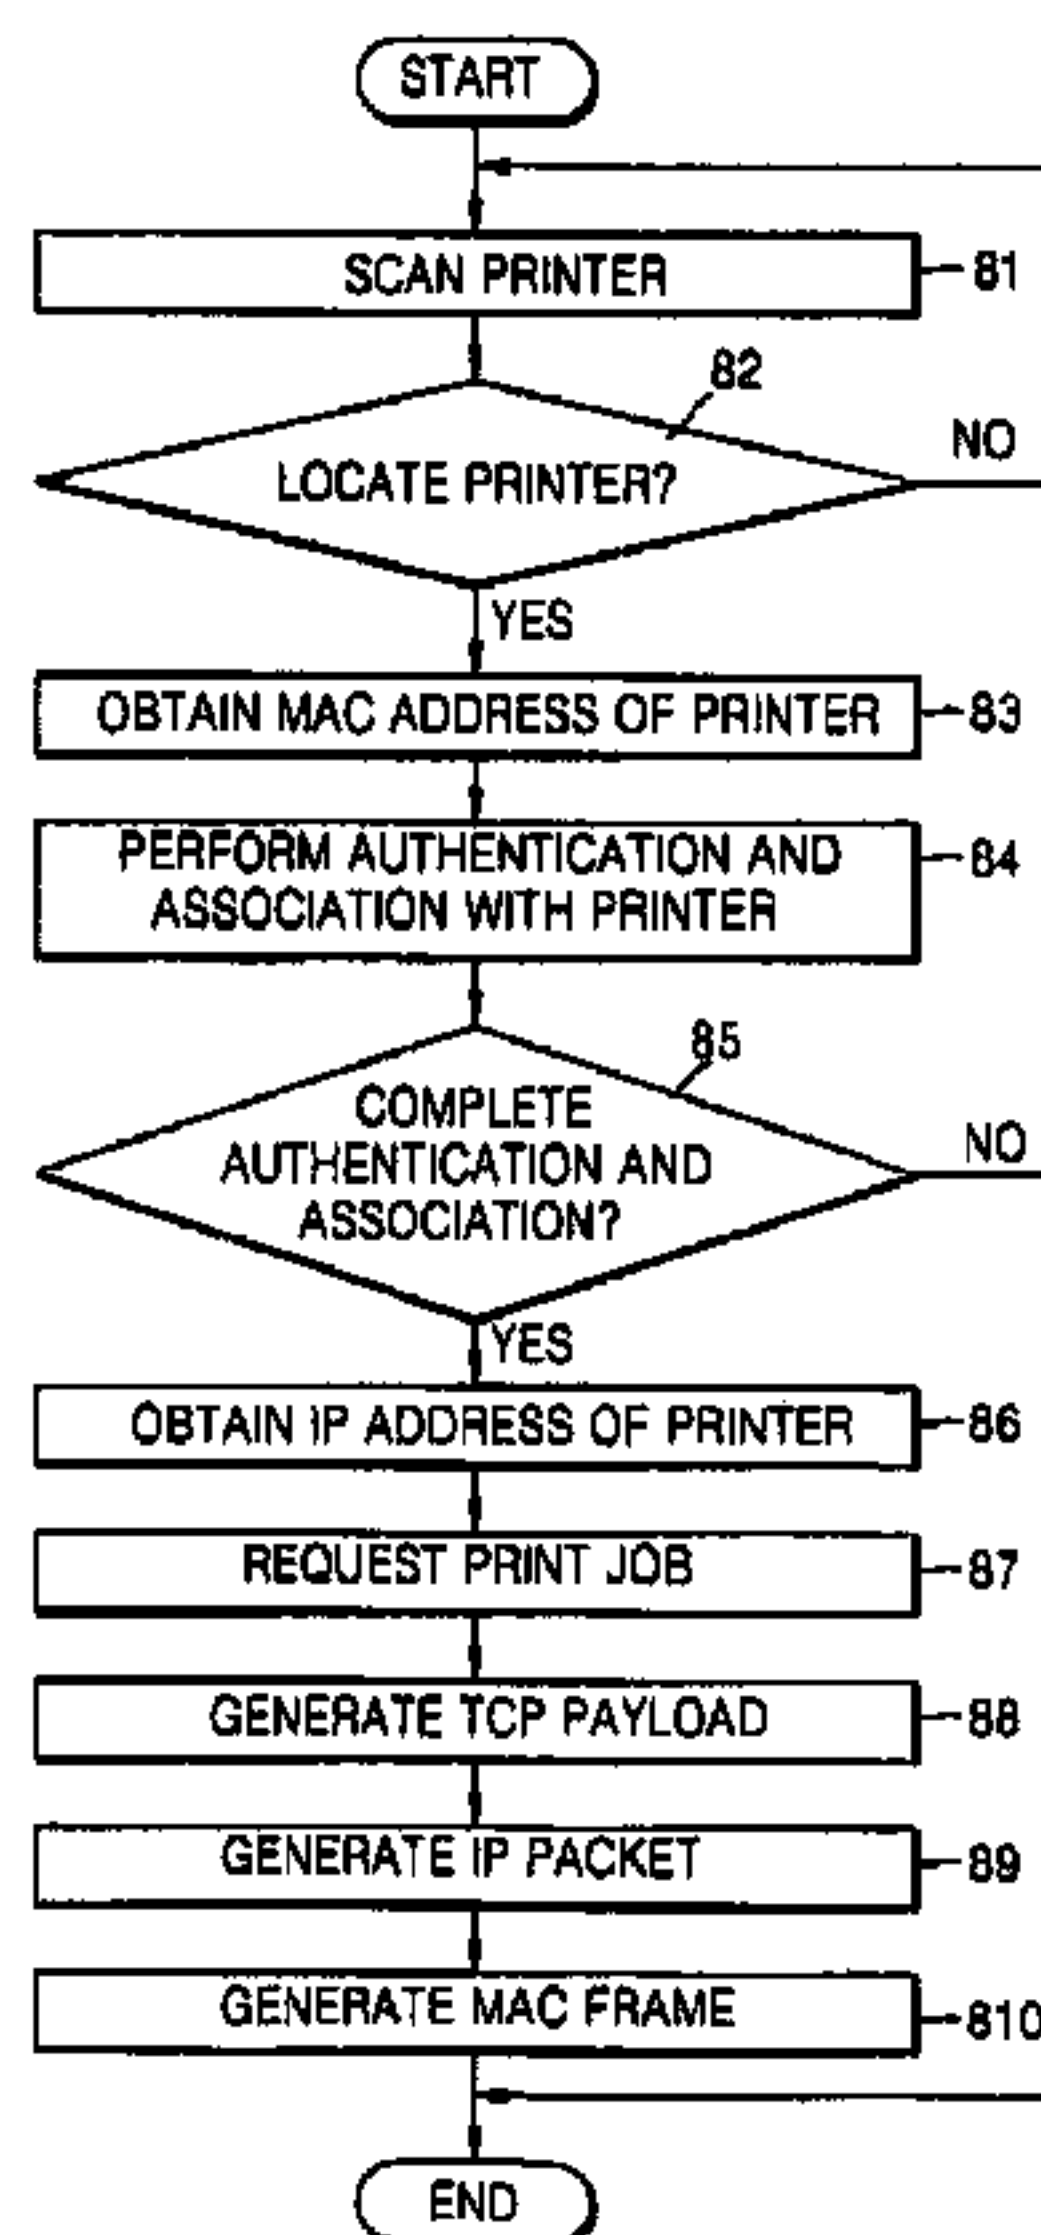 START
SCAN PRINTER
81
82
LOCATE PRINTER?
NO
YES
OBTAIN MAC ADDRESS OF PRINTER
83
PERFORM AUTHENTICATION AND
ASSOCIATION WITH PRINTER
84
85
COMPLETE
AUTHENTICATION AND
ASSOCIATION?
NO
YES
OBTAIN IP ADDRESS OF PRINTER
86
REQUEST PRINT JOB
87
GENERATE TCP PAYLOAD
88
GENERATE IP PACKET
89
GENERATE MAC FRAME
810
END